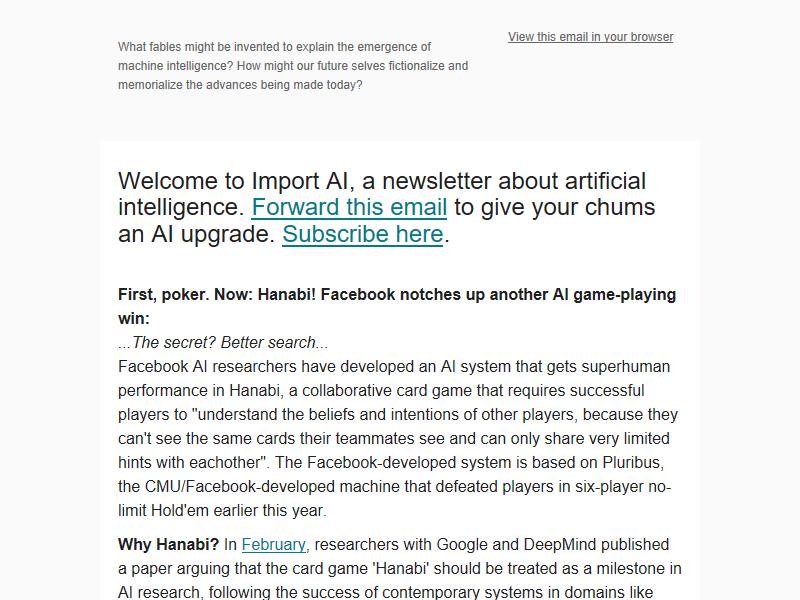 What fables might be invented to explain the emergence of
machine intelligence? How might our future selves fictionalize and
memorialize the advances being made today?
View this email in your browser
Welcome to Import AI, a newsletter about artificial
intelligence. Forward this email to give your chums
an AI upgrade. Subscribe here.
First, poker. Now: Hanabi! Facebook notches up another AI game-playing
win:
...The secret? Better search...
Facebook AI researchers have developed an AI system that gets superhuman
performance in Hanabi, a collaborative card game that requires successful
players to "understand the beliefs and intentions of other players, because they
can't see the same cards their teammates see and can only share very limited
hints with eachother". The Facebook-developed system is based on Pluribus,
the CMU/Facebook-developed machine that defeated players in six-player no-
limit Hold'em earlier this year.
Why Hanabi? In February, researchers with Google and DeepMind published
a paper arguing that the card game 'Hanabi' should be treated as a milestone in
AI research, following the success of contemporary systems in domains like